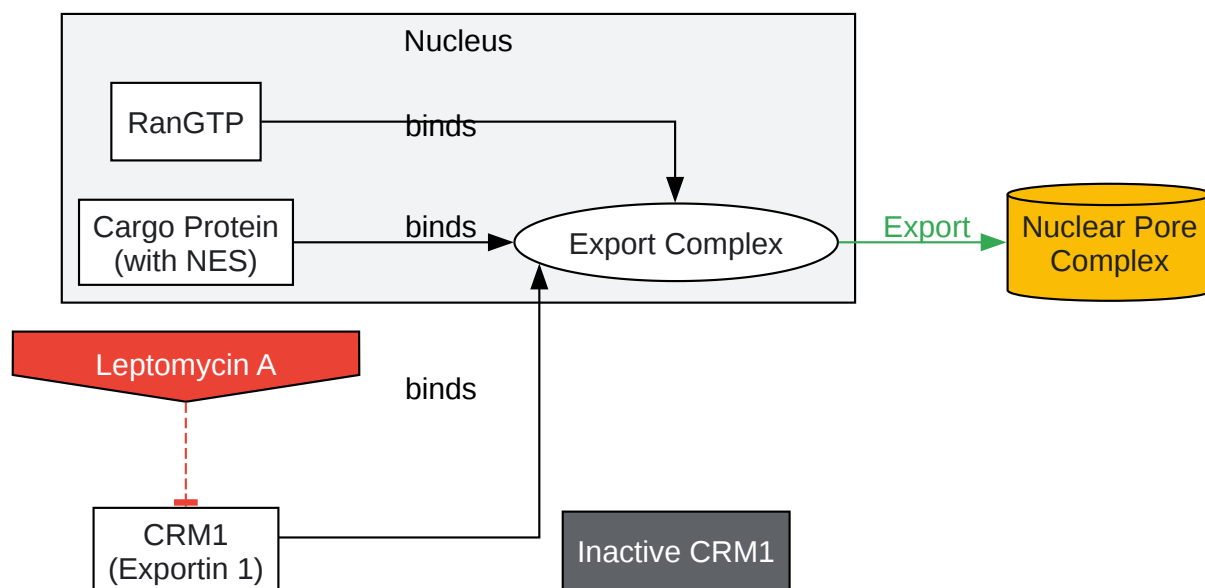 Nucleus
RanGTP
binds
Cargo Protein
(with NES)
binds
Export Complex
Export
Nuclear Pore
Complex
Leptomycin A
binds
CRM1
(Exportin 1)
Inactive CRM1